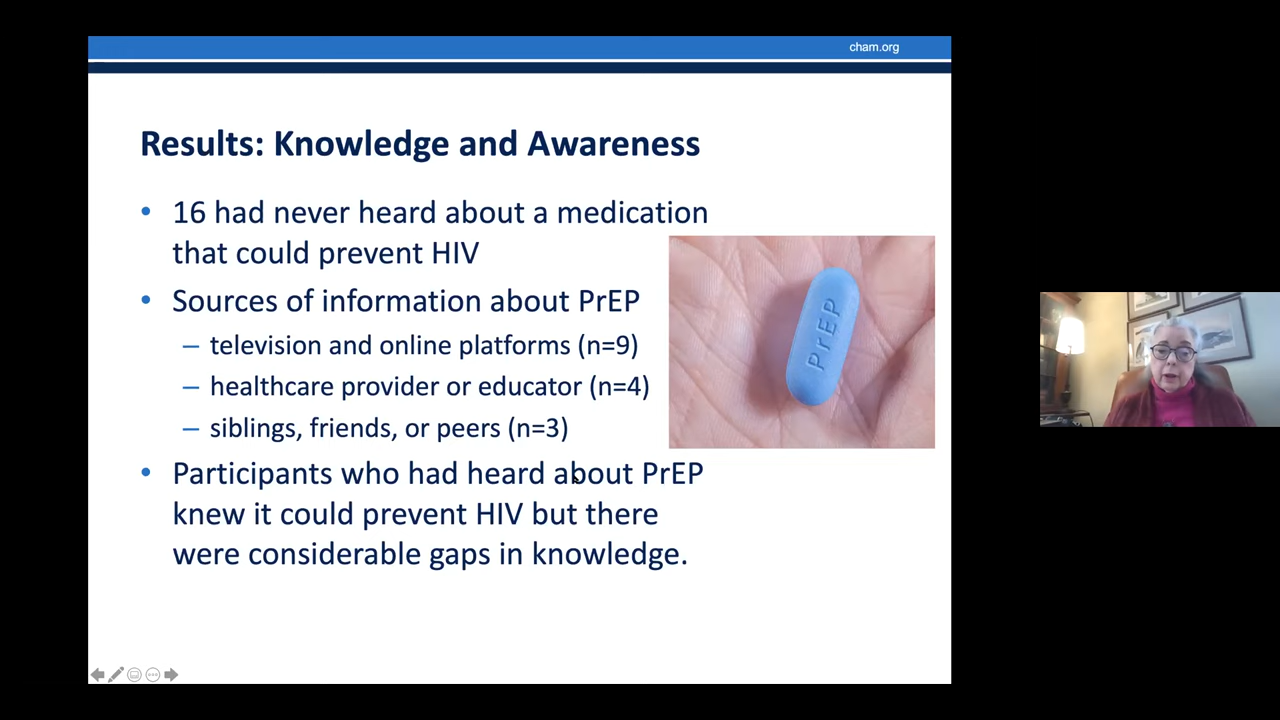 cham.org
Results: Knowledge and Awareness
• 16 had never heard about a medication
that could prevent HIV
• Sources of information about PrEP
– television and online platforms (n=9)
– healthcare provider or educator (n=4)
– siblings, friends, or peers (n=3)
• Participants who had heard about PrEP
knew it could prevent HIV but there
were considerable gaps in knowledge.
PrEP